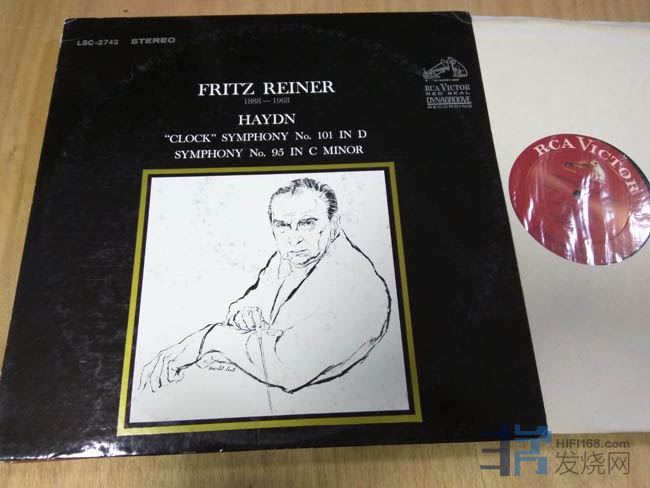 LSC-2742 STEREO
FRITZ REINER
1888—1963
HAYDN
"CLOCK" SYMPHONY No. 101 IN D
SYMPHONY No. 95 IN C MINOR
RCA VICTOR
RED SEAL
DYNAGROOVE
RECORDING
RCA VICTOR
HIFI168.com
发烧网